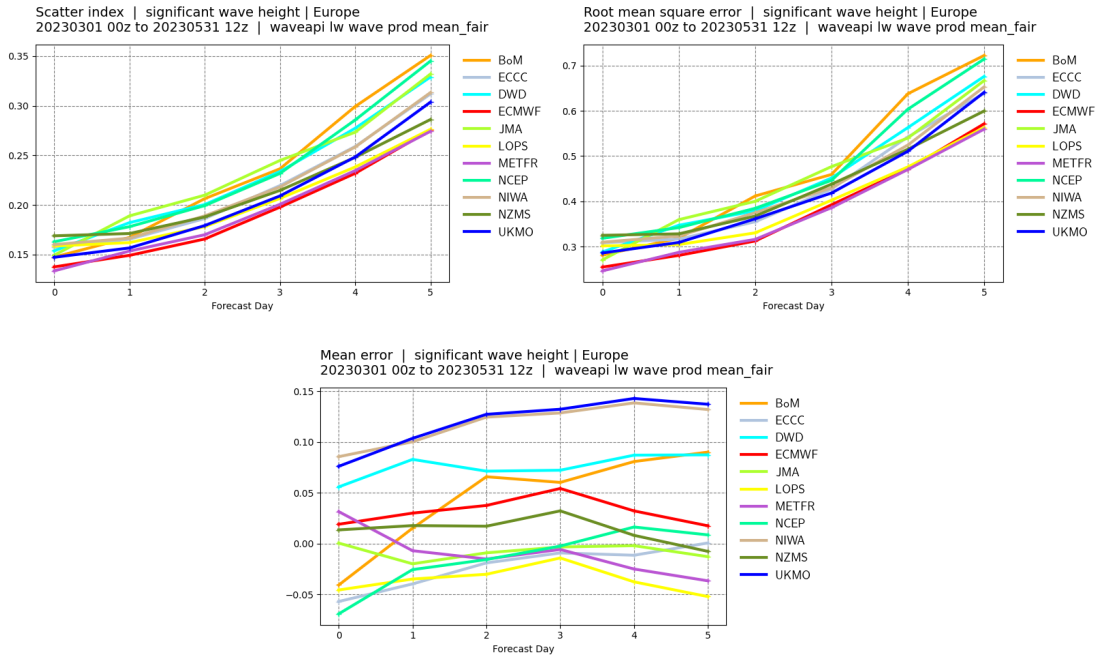 Scatter index | significant wave height | Europe
20230301 00z to 20230531 12z | waveapi lw wave prod mean_fair
0.35
0.30
0.25
0.20
0.15
0 1 2 3 4 5
Forecast Day
BoM
ECCC
DWD
ECMWF
JMA
LOPS
METFR
NCEP
NIWA
NZMS
UKMO
Root mean square error | significant wave height | Europe
20230301 00z to 20230531 12z | waveapi lw wave prod mean_fair
0.7
0.6
0.5
0.4
0.3
0 1 2 3 4 5
Forecast Day
BoM
ECCC
DWD
ECMWF
JMA
LOPS
METFR
NCEP
NIWA
NZMS
UKMO
Mean error | significant wave height | Europe
20230301 00z to 20230531 12z | waveapi lw wave prod mean_fair
0.15
0.10
0.05
0.00
−0.05
0 1 2 3 4 5
Forecast Day
BoM
ECCC
DWD
ECMWF
JMA
LOPS
METFR
NCEP
NIWA
NZMS
UKMO